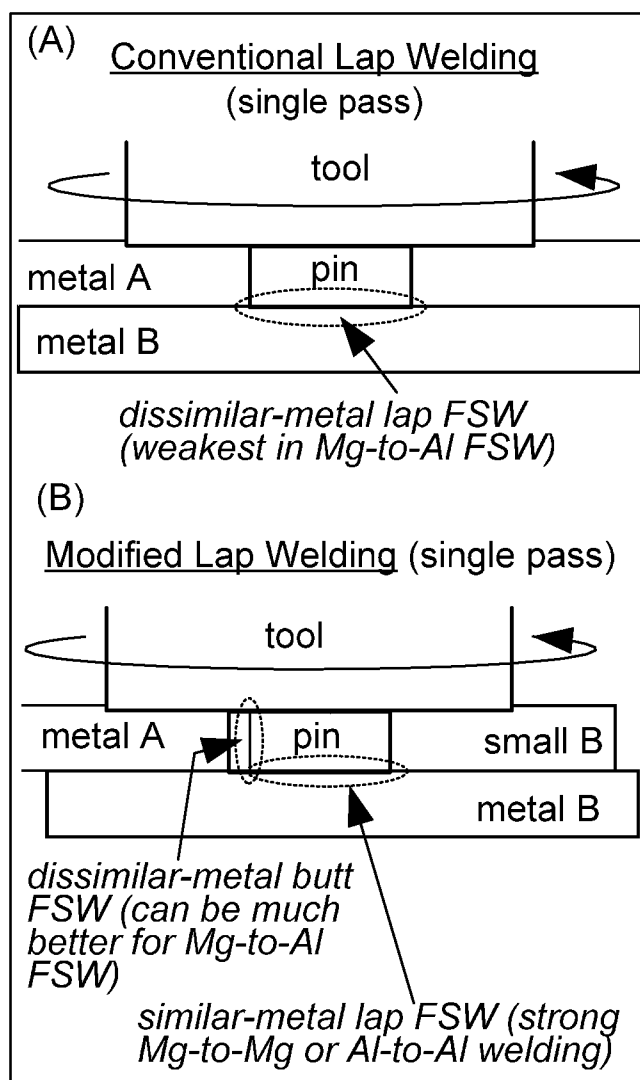 (A)
Conventional Lap Welding
(single pass)
tool
metal A
pin
metal B
dissimilar-metal lap FSW
(weakest in Mg-to-Al FSW)
(B)
Modified Lap Welding (single pass)
tool
metal A
pin
small B
metal B
dissimilar-metal butt
FSW (can be much
better for Mg-to-Al
FSW)
similar-metal lap FSW (strong
Mg-to-Mg or Al-to-Al welding)